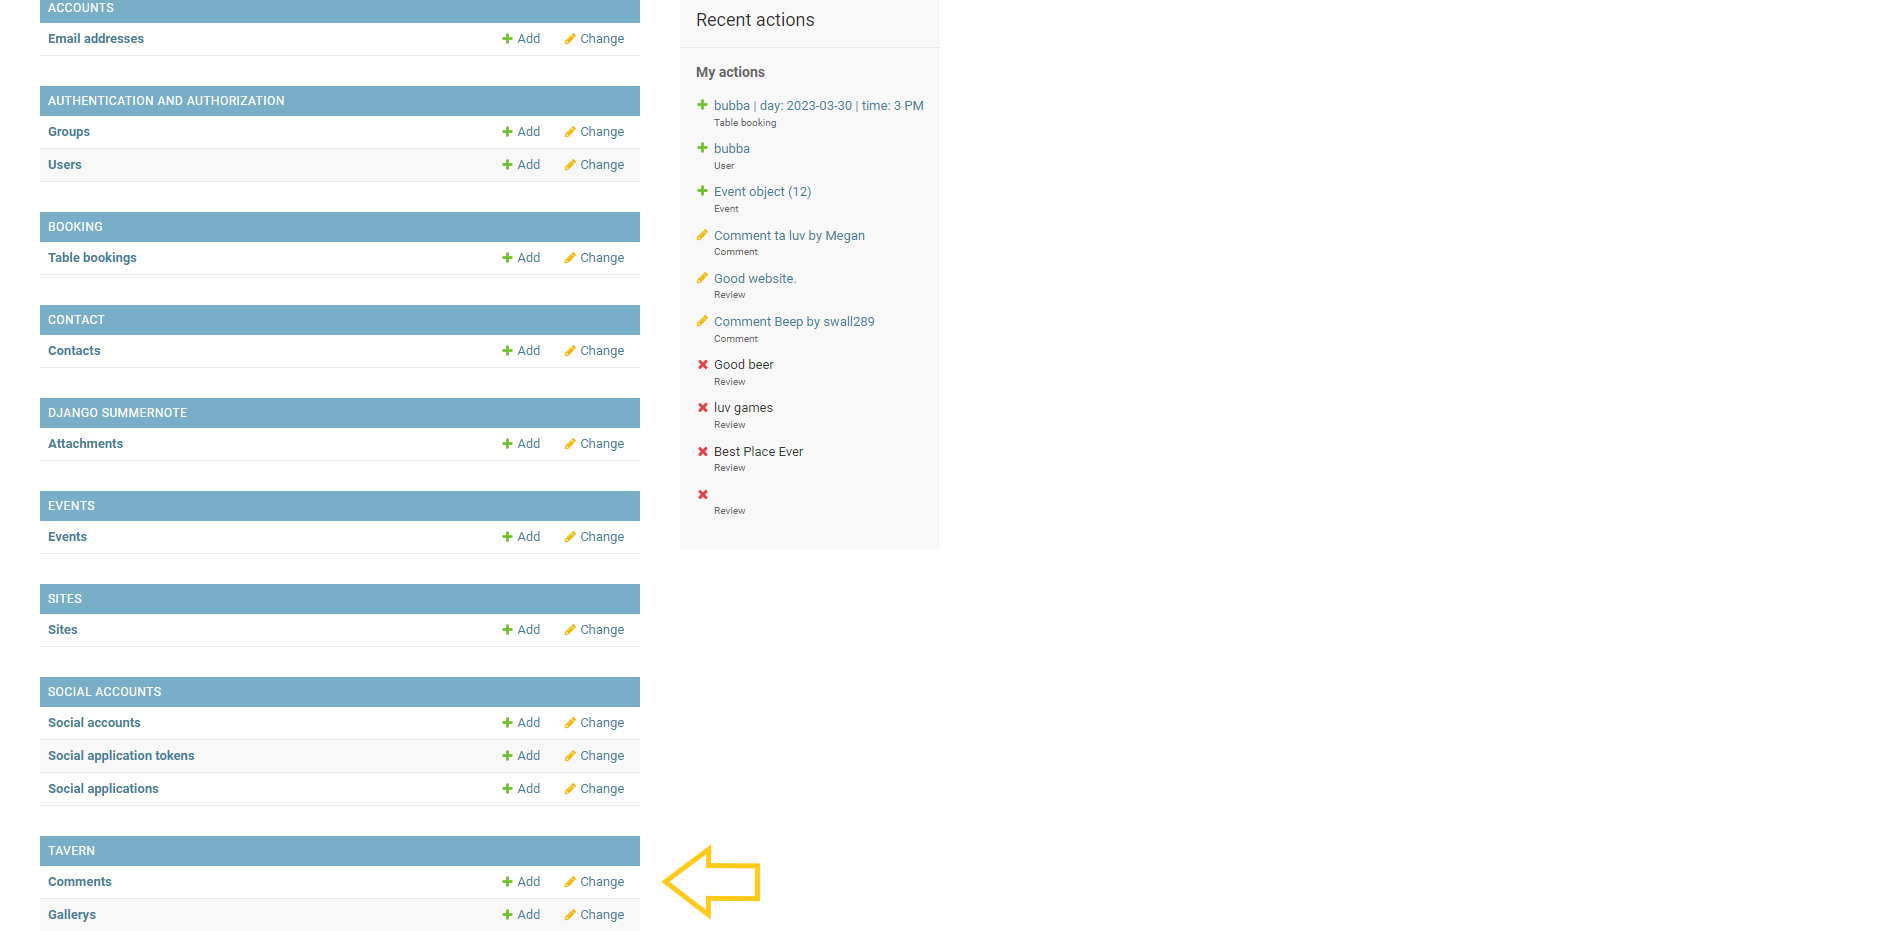 ACCOUNTS
Email addresses Add Change
AUTHENTICATION AND AUTHORIZATION
Groups Add Change
Users Add Change
BOOKING
Table bookings Add Change
CONTACT
Contacts Add Change
DJANGO SUMMERNOTE
Attachments Add Change
EVENTS
Events Add Change
SITES
Sites Add Change
SOCIAL ACCOUNTS
Social accounts Add Change
Social application tokens Add Change
Social applications Add Change
TAVERN
Comments Add Change
Gallerys Add Change
Recent actions
My actions
bubba | day: 2023-03-30 | time: 3 PM
Table booking
bubba
User
Event object (12)
Event
Comment ta luv by Megan
Comment
Good website.
Review
Comment Beep by swall289
Comment
Good beer
Review
luv games
Review
Best Place Ever
Review
Review